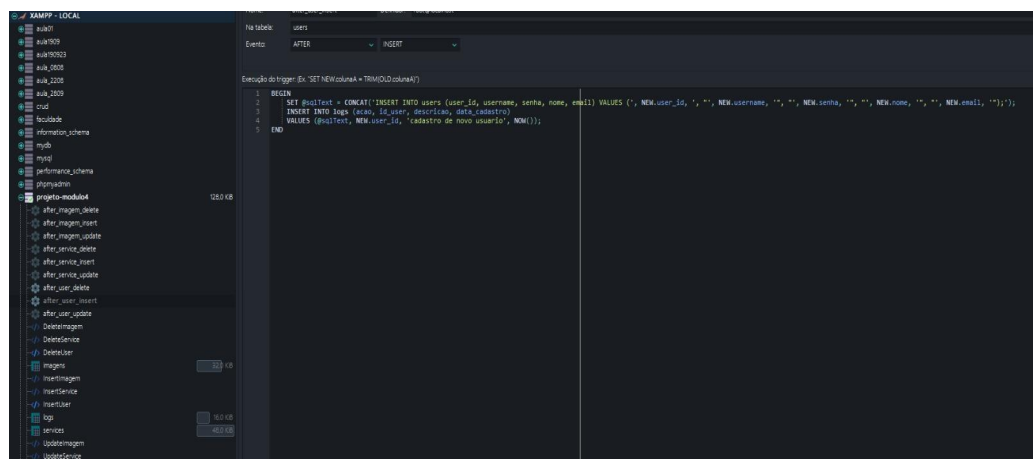 XAMPP - LOCAL
aula01
aula1909
aula190923
aula_0808
aula_2208
aula_2809
crud
faculdade
information_schema
mydb
mysql
performance_schema
phpmyadmin
projeto-modulo4 128,0 KiB
after_imagem_delete
after_imagem_insert
after_imagem_update
after_service_delete
after_service_insert
after_service_update
after_user_delete
after_user_insert
after_user_update
DeleteImagem
DeleteService
DeleteUser
imagens 32,0 KiB
InsertImagem
InsertService
InsertUser
logs 16,0 KiB
services 48,0 KiB
UpdateImagem
UpdateService
Na tabela: users
Evento: AFTER INSERT
Execução do trigger: (Ex. "SET NEW.colunaA = TRIM(OLD.colunaA)")
1 BEGIN
2 SET @sqlText = CONCAT('INSERT INTO users (user_id, username, senha, nome, email) VALUES (', NEW.user_id, ', "', NEW.username, '", "', NEW.senha, '", "', NEW.nome, '", "', NEW.email, '");');
3 INSERT INTO logs (acao, id_user, descricao, data_cadastro)
4 VALUES (@sqlText, NEW.user_id, 'cadastro de novo usuario', NOW());
5 END